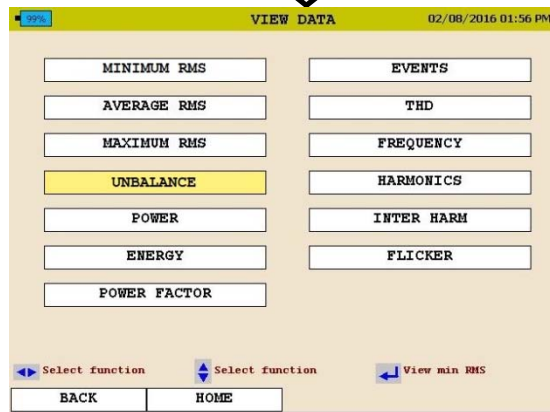 99% VIEW DATA 02/08/2016 01:56 PM
MINIMUM RMS EVENTS
AVERAGE RMS THD
MAXIMUM RMS FREQUENCY
UNBALANCE HARMONICS
POWER INTER HARM
ENERGY FLICKER
POWER FACTOR
Select function Select function View min RMS
BACK HOME